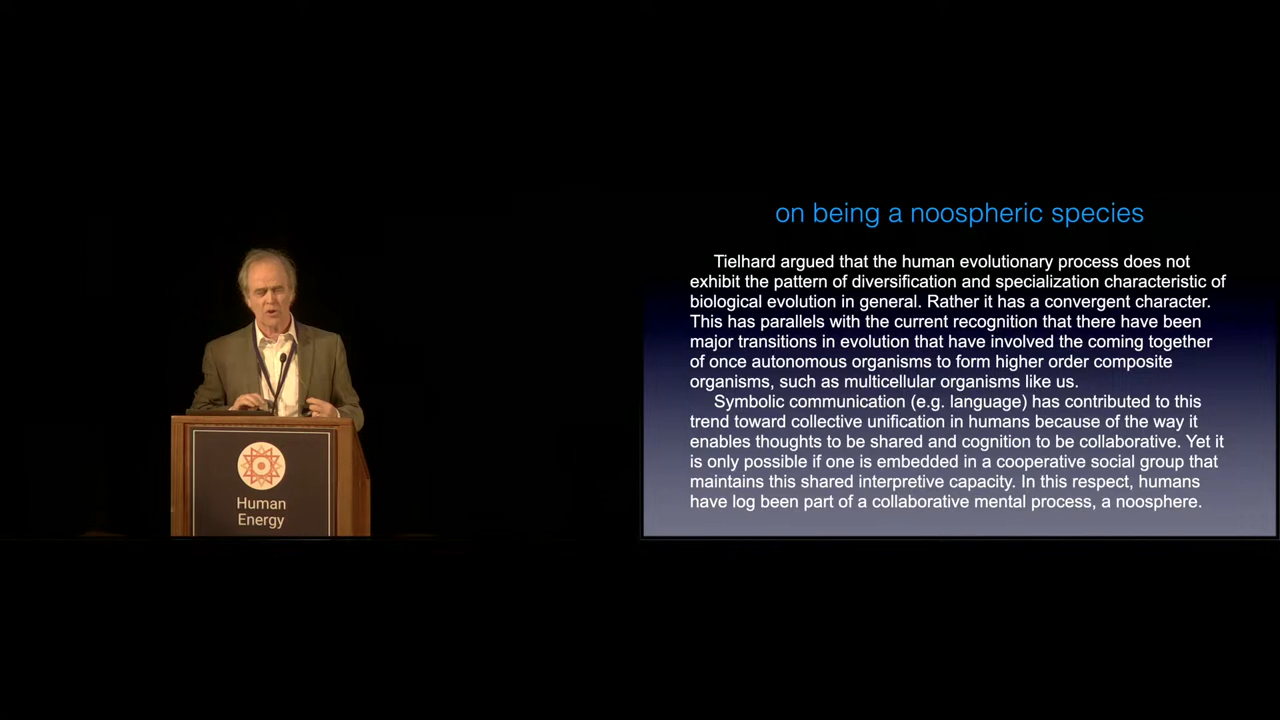 on being a noospheric species
Tielhard argued that the human evolutionary process does not
exhibit the pattern of diversification and specialization characteristic of
biological evolution in general. Rather it has a convergent character.
This has parallels with the current recognition that there have been
major transitions in evolution that have involved the coming together
of once autonomous organisms to form higher order composite
organisms, such as multicellular organisms like us.
Symbolic communication (e.g. language) has contributed to this
trend toward collective unification in humans because of the way it
enables thoughts to be shared and cognition to be collaborative. Yet it
is only possible if one is embedded in a cooperative social group that
maintains this shared interpretive capacity. In this respect, humans
have log been part of a collaborative mental process, a noosphere.
Human
Energy